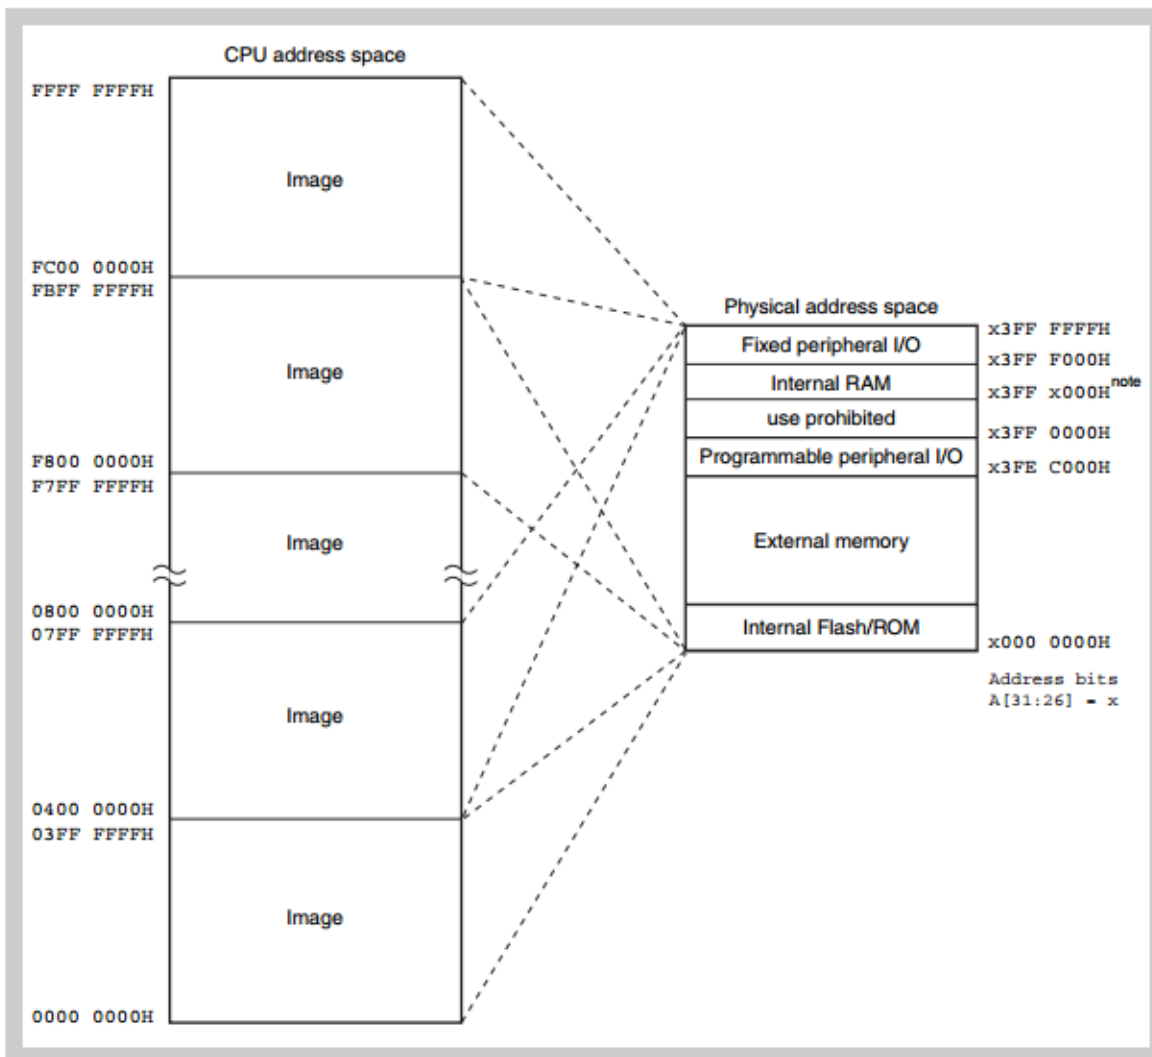 CPU address space
FFFF FFFFH
Image
FC00 0000H
FBFF FFFFH
Image
F800 0000H
F7FF FFFFH
Image
0800 0000H
07FF FFFFH
Image
0400 0000H
03FF FFFFH
Image
0000 0000H
Physical address space
x3FF FFFFH
Fixed peripheral I/O
x3FF F000H
Internal RAM
x3FF x000H note
use prohibited
x3FF 0000H
Programmable peripheral I/O
x3FE C000H
External memory
Internal Flash/ROM
x000 0000H
Address bits
A[31:26] = x